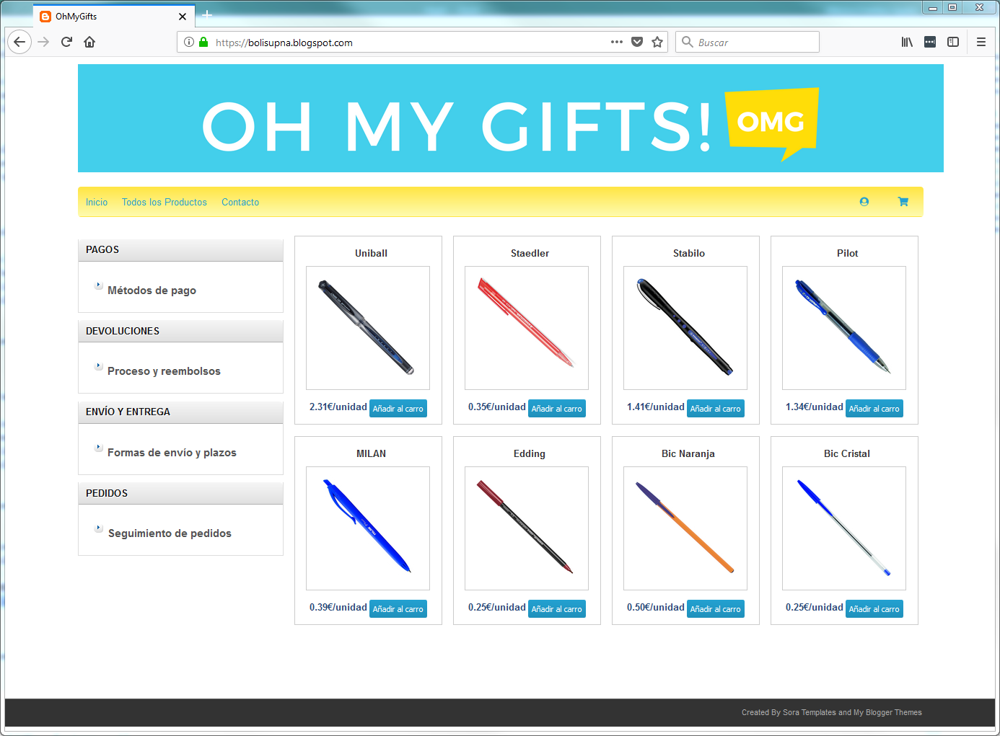 OhMyGifts
https://bolisupna.blogspot.com
Buscar
OH MY GIFTS!
OMG
Inicio Todos los Productos Contacto
PAGOS
Métodos de pago
DEVOLUCIONES
Proceso y reembolsos
ENVÍO Y ENTREGA
Formas de envío y plazos
PEDIDOS
Seguimiento de pedidos
Uniball
2.31€/unidad Añadir al carro
Staedler
0.35€/unidad Añadir al carro
Stabilo
1.41€/unidad Añadir al carro
Pilot
1.34€/unidad Añadir al carro
MILAN
0.39€/unidad Añadir al carro
Edding
0.25€/unidad Añadir al carro
Bic Naranja
0.50€/unidad Añadir al carro
Bic Cristal
0.25€/unidad Añadir al carro
Created By Sora Templates and My Blogger Themes